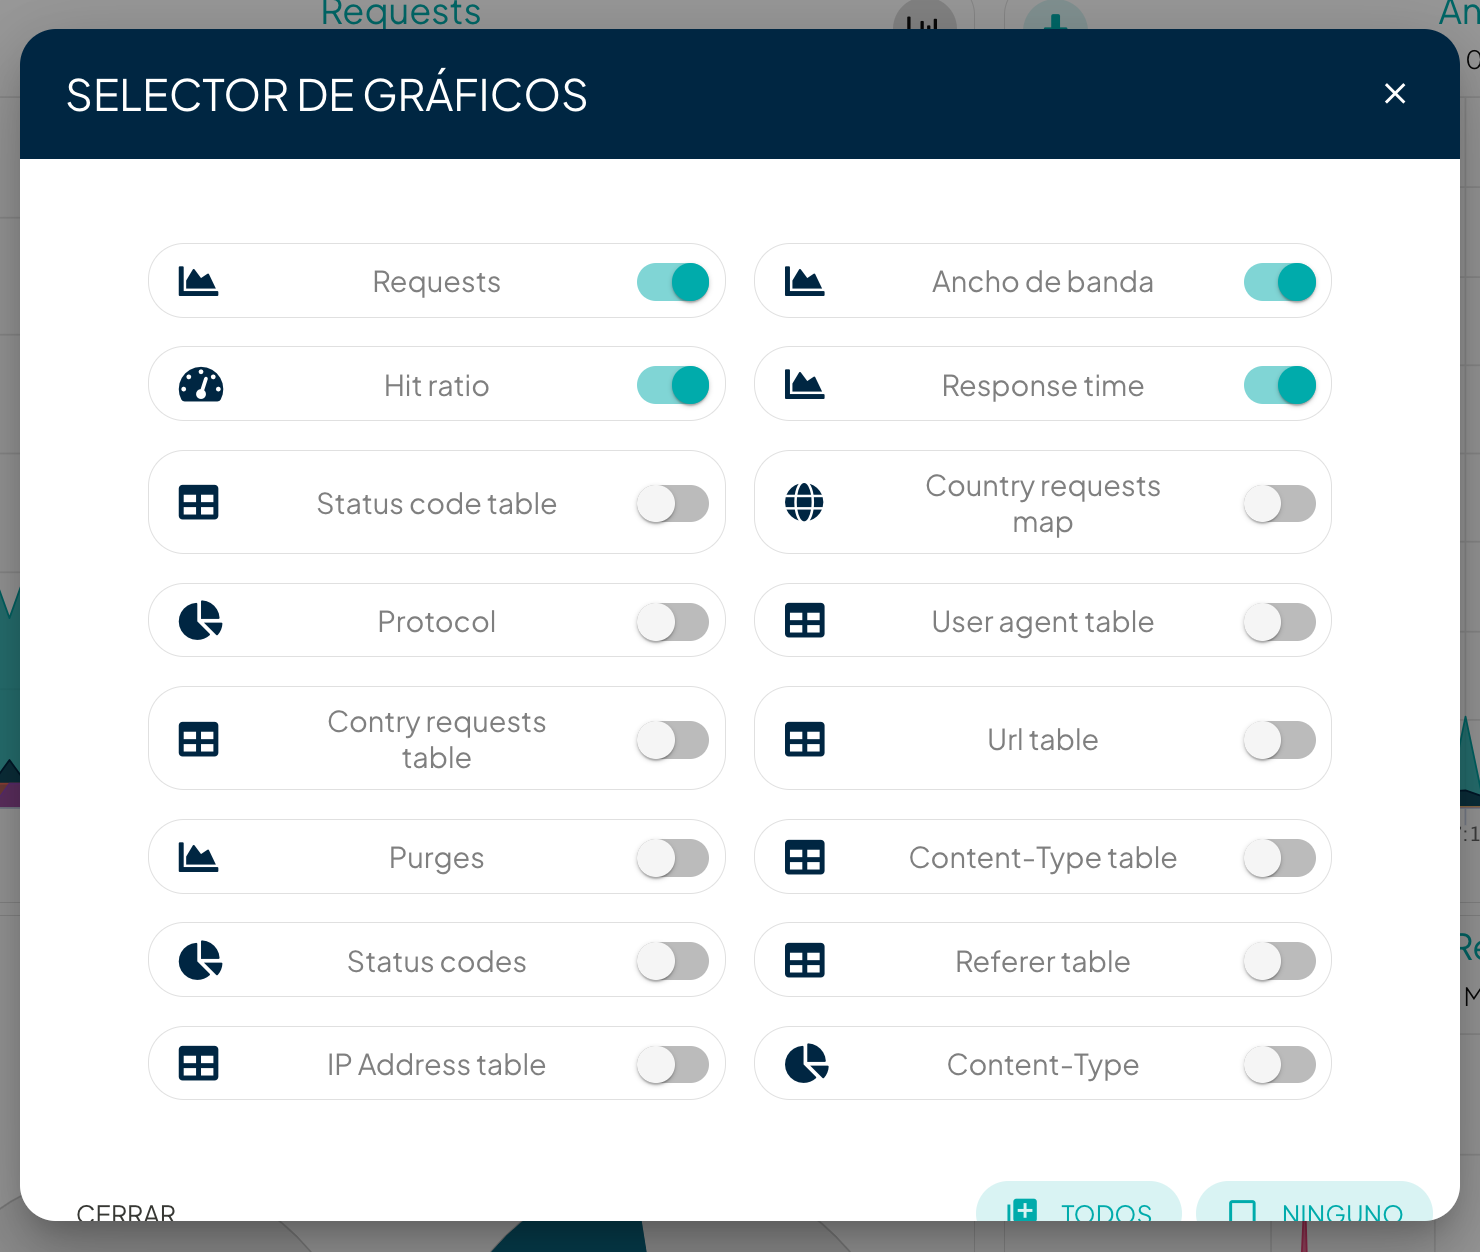 Requests
SELECTOR DE GRÁFICOS
Requests
Ancho de banda
Hit ratio
Response time
Status code table
Country requests
map
Protocol
User agent table
Contry requests
table
Url table
Purges
Content-Type table
Status codes
Referer table
IP Address table
Content-Type
CERRAR
TODOS
NINGUNO